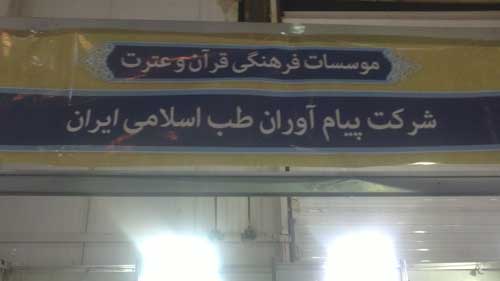 موسسات فرهنگی قرآن و عترت
شرکت پیام آوران طب اسلامی ایران